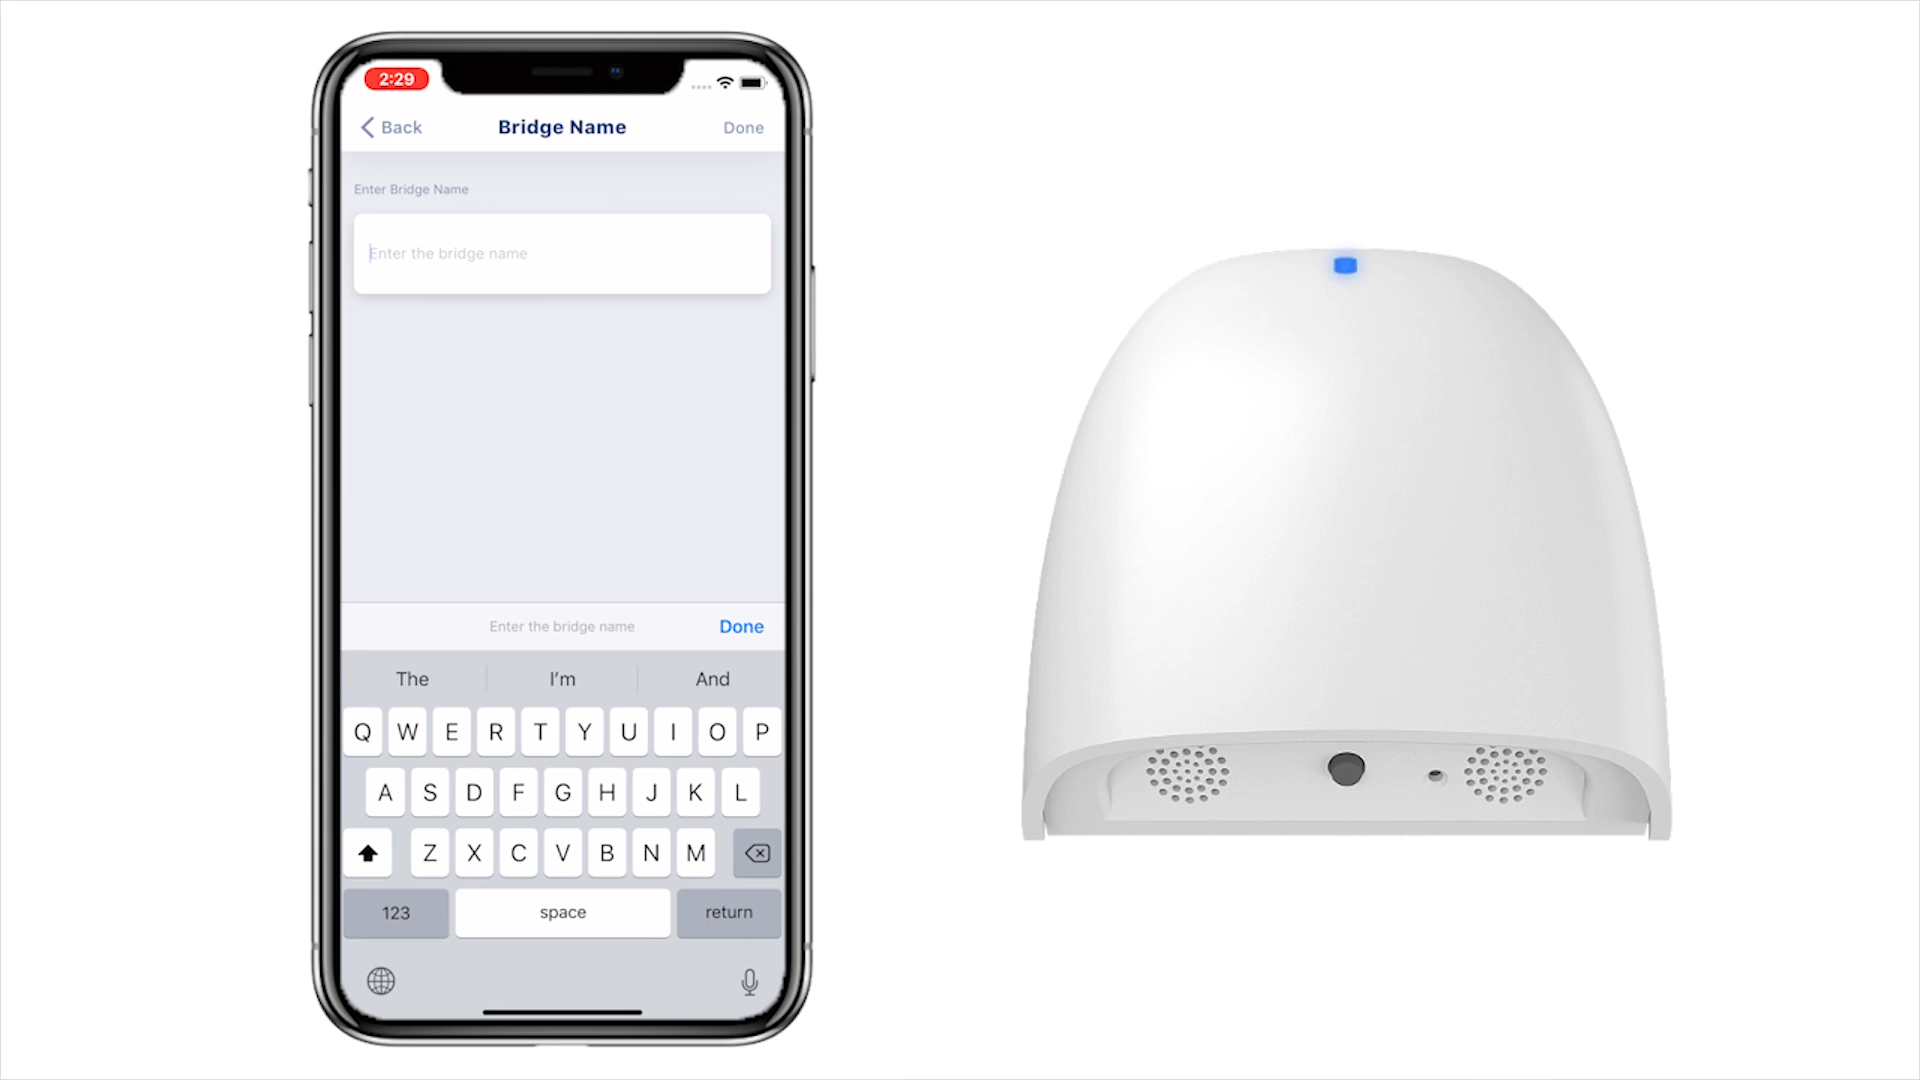 2:29
Back Bridge Name Done
Enter Bridge Name
Enter the bridge name
Enter the bridge name Done
The I'm And
Q W E R T Y U I O P
A S D F G H J K L
Z X C V B N M
123 space return